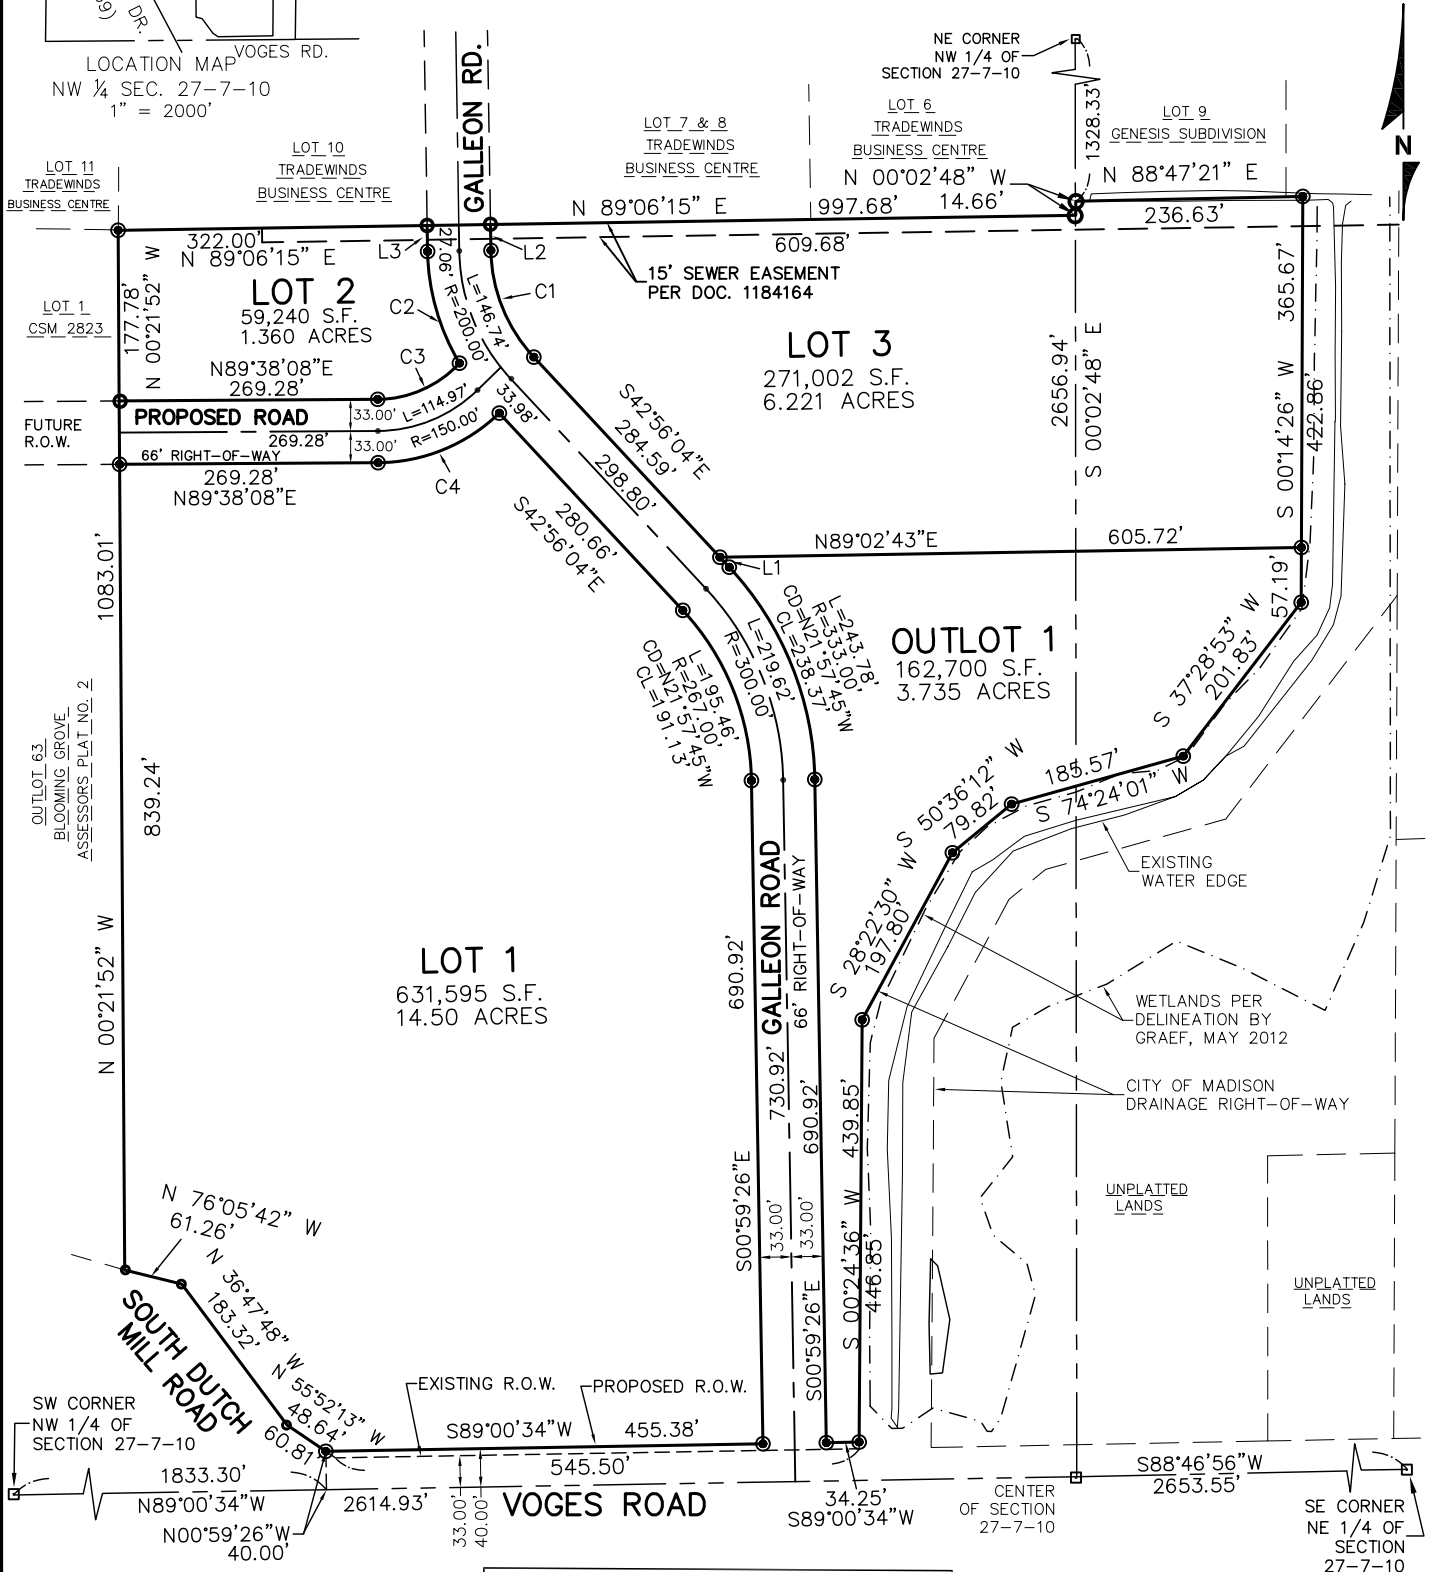 99)
DR.
VOGES RD.
LOCATION MAP
NW ¼ SEC. 27-7-10
1" = 2000'
NE CORNER
NW 1/4 OF
SECTION 27-7-10
1328.33'
GALLEON RD.
N
LOT 11
TRADEWINDS
BUSINESS CENTRE
LOT 10
TRADEWINDS
BUSINESS CENTRE
LOT 7 & 8
TRADEWINDS
BUSINESS CENTRE
LOT 6
TRADEWINDS
BUSINESS CENTRE
LOT 9
GENESIS SUBDIVISION
N 00°02'48" W
14.66'
N 88°47'21" E
236.63'
N 89°06'15" E
997.68'
609.68'
322.00'
N 89°06'15" E
L3
27.06'
L2
15' SEWER EASEMENT
PER DOC. 1184164
LOT 2
59,240 S.F.
1.360 ACRES
LOT 1
CSM 2823
177.78'
N 00°21'52" W
C2
C1
L=146.74'
R=200.00'
C3
LOT 3
271,002 S.F.
6.221 ACRES
2656.94'
S 00°02'48" E
365.67'
S 00°14'26" W
422.86'
N89°38'08"E
269.28'
FUTURE
R.O.W.
PROPOSED ROAD
33.00'
L=114.97'
R=150.00'
33.98'
269.28'
33.00'
66' RIGHT-OF-WAY
269.28'
N89°38'08"E
C4
S42°56'04"E
284.59'
298.80'
280.66'
S42°56'04"E
N89°02'43"E
605.72'
L1
57.19'
1083.01'
OUTLOT 1
162,700 S.F.
3.735 ACRES
L=243.78'
R=333.00'
CD=N21°57'45"W
CL=238.37'
L=219.62'
R=300.00'
L=195.46'
R=267.00'
CD=N21°57'45"W
CL=191.13'
S 37°28'53" W
201.83'
185.57'
S 74°24'01" W
S 50°36'12" W
79.82'
S 28°22'30" W
197.80'
EXISTING
WATER EDGE
OUTLOT 63
BLOOMING GROVE
ASSESSORS PLAT NO. 2
839.24'
N 00°21'52" W
LOT 1
631,595 S.F.
14.50 ACRES
690.92'
GALLEON ROAD
66' RIGHT-OF-WAY
730.92'
690.92'
WETLANDS PER
DELINEATION BY
GRAEF, MAY 2012
CITY OF MADISON
DRAINAGE RIGHT-OF-WAY
439.85'
S 00°24'36" W
446.85'
S00°59'26"E
33.00'
33.00'
S00°59'26"E
UNPLATTED
LANDS
UNPLATTED
LANDS
N 76°05'42" W
61.26'
N 36°47'48" W
183.32'
SOUTH DUTCH
MILL ROAD
N 55°52'13" W
48.64'
60.81'
EXISTING R.O.W.
PROPOSED R.O.W.
S89°00'34"W
455.38'
545.50'
SW CORNER
NW 1/4 OF
SECTION 27-7-10
1833.30'
N89°00'34"W
2614.93'
N00°59'26"W
40.00'
33.00'
40.00'
VOGES ROAD
34.25'
S89°00'34"W
CENTER
OF SECTION
27-7-10
S88°46'56"W
2653.55'
SE CORNER
NE 1/4 OF
SECTION
27-7-10